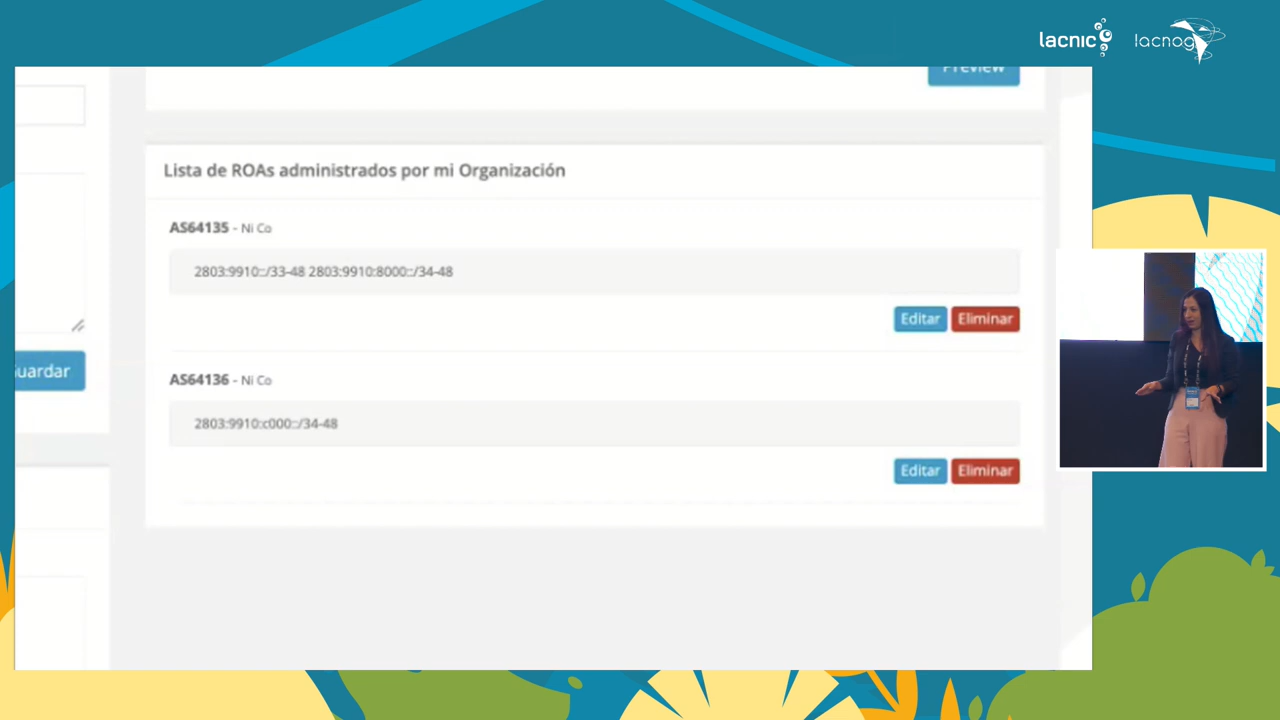 lacnic
lacnog
Preview
Lista de ROAs administrados por mi Organización
AS64135 - Ni Co
2803:9910::/33-48 2803:9910:8000::/34-48
Editar Eliminar
uardar
AS64136 - Ni Co
2803:9910:c000::/34-48
Editar Eliminar